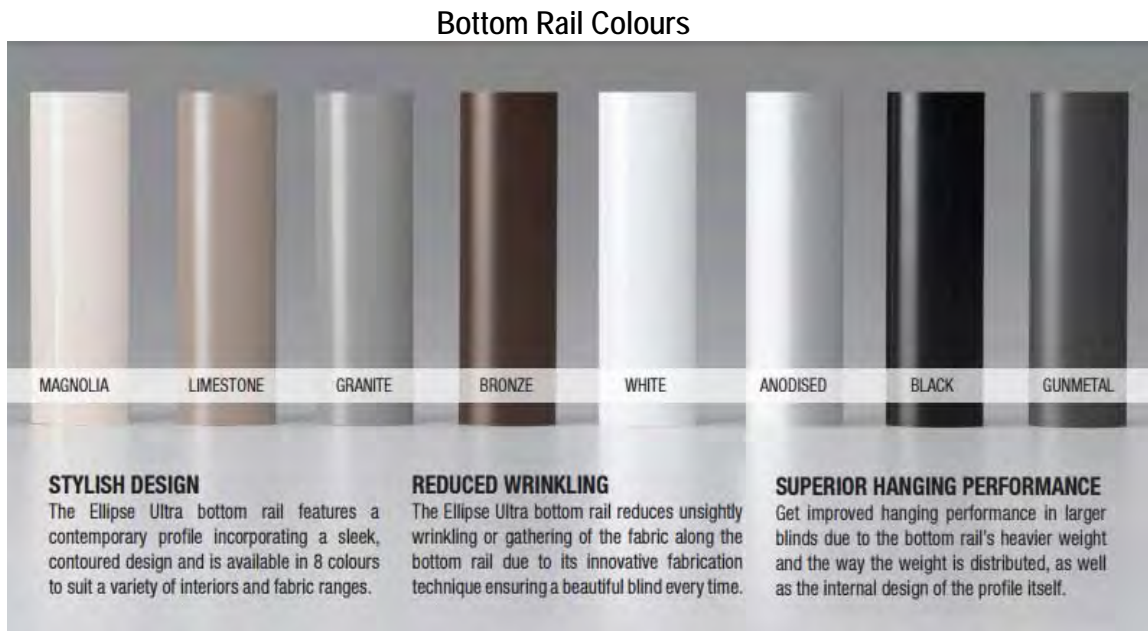 Bottom Rail Colours
MAGNOLIA
LIMESTONE
GRANITE
BRONZE
WHITE
ANODISED
BLACK
GUNMETAL
STYLISH DESIGN
The Ellipse Ultra bottom rail features a
contemporary profile incorporating a sleek,
contoured design and is available in 8 colours
to suit a variety of interiors and fabric ranges.
REDUCED WRINKLING
The Ellipse Ultra bottom rail reduces unsightly
wrinkling or gathering of the fabric along the
bottom rail due to its innovative fabrication
technique ensuring a beautiful blind every time.
SUPERIOR HANGING PERFORMANCE
Get improved hanging performance in larger
blinds due to the bottom rail's heavier weight
and the way the weight is distributed, as well
as the internal design of the profile itself.